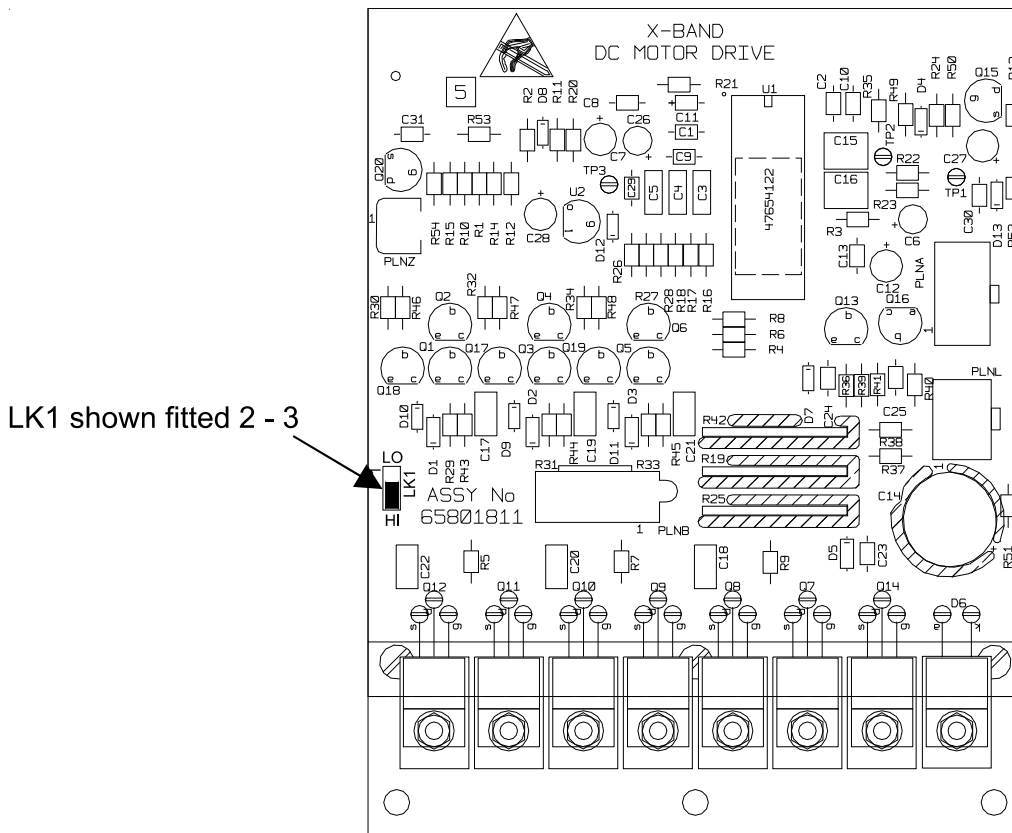 X-BAND
DC MOTOR DRIVE
5
R2
D8
R11
R20
C8
C26
C7
C11
R21
U1
C1
C9
C2
C10
R35
R49
D4
R24
R50
Q15
g
d
s
C31
R53
Q20
s
g
d
TP3
U2
C29
C5
C4
C3
47654122
C15
TP2
C16
R22
R23
C27
TP1
C30
D13
1
PLNZ
R54
R15
R10
R1
R14
R12
C28
D12
R26
R28
R18
R17
R16
R3
C13
C6
C12
PLNA
1
R30
R46
R32
R47
R34
R48
R27
Q2
Q4
Q6
R8
R6
R4
Q13
Q16
Q1
Q17
Q3
Q19
Q5
Q18
b
e
c
D10
D1
R29
R43
C17
D9
D2
R44
C19
D11
D3
R45
C21
R42
D7
C24
R36
R39
R41
R40
PLNL
C25
R38
R37
1
LK1 shown fitted 2 - 3
LO
LK1
HI
ASSY No
65801811
R31
R33
1
PLNB
R19
R25
C14
R51
C22
R5
C20
R7
C18
R9
D5
C23
Q12
Q11
Q10
Q9
Q8
Q7
Q14
D6
s
g
s
g
s
g
s
g
s
g
s
g
s
g